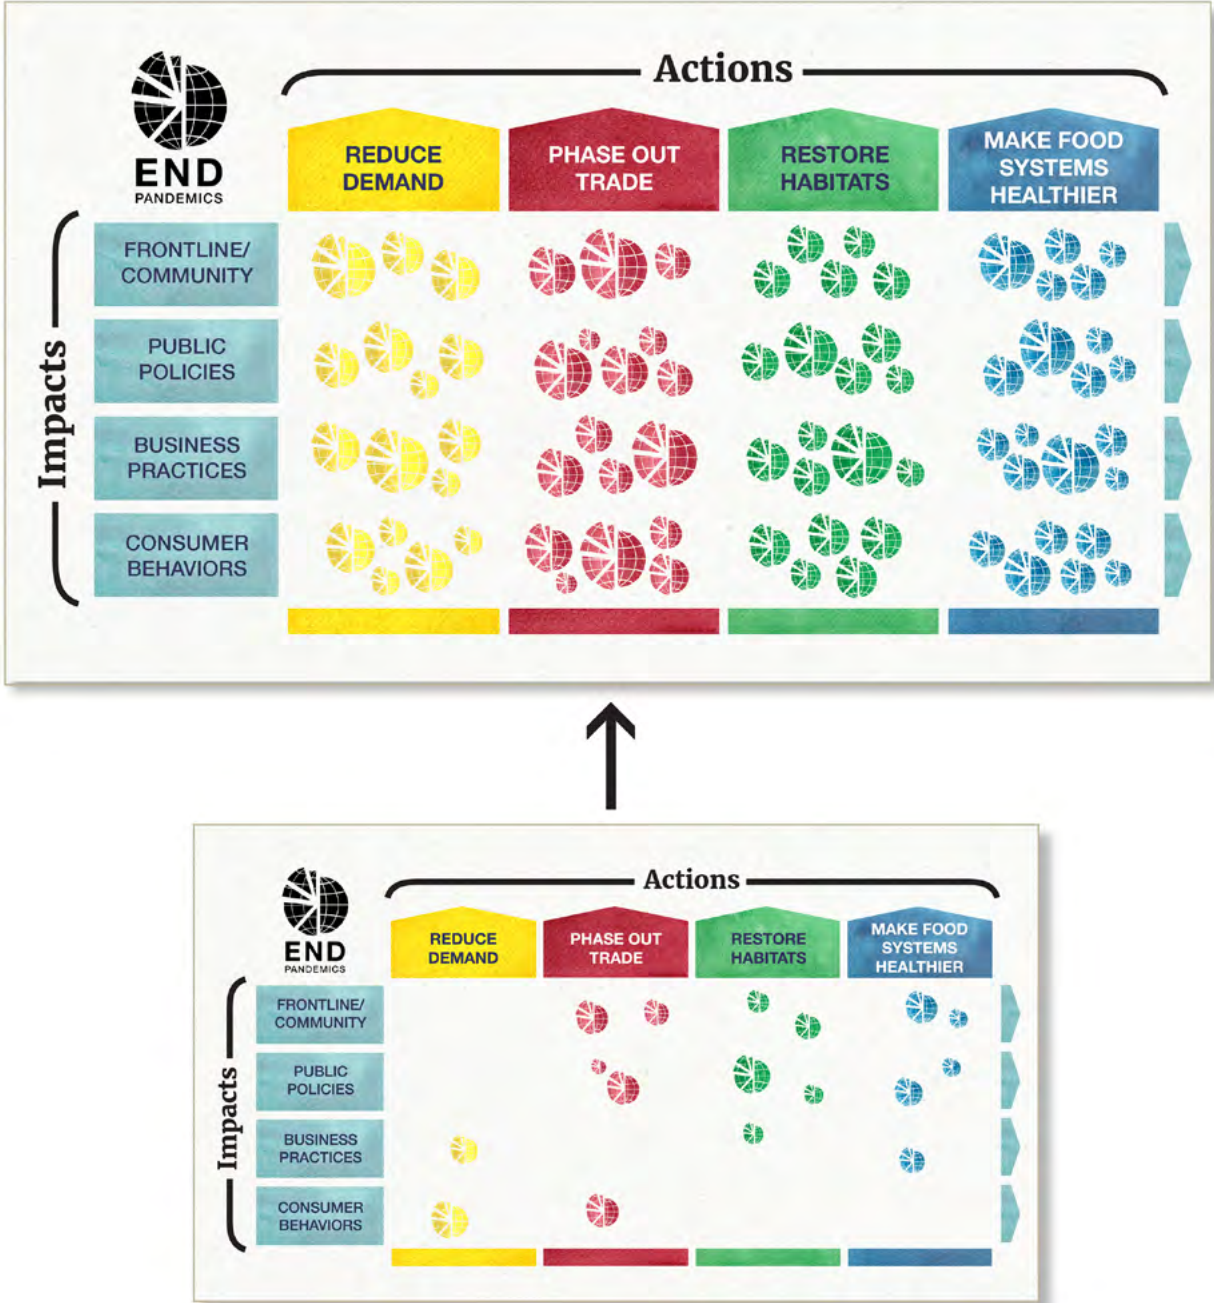 Actions
END
PANDEMICS
REDUCE
DEMAND
PHASE OUT
TRADE
RESTORE
HABITATS
MAKE FOOD
SYSTEMS
HEALTHIER
Impacts
FRONTLINE/
COMMUNITY
PUBLIC
POLICIES
BUSINESS
PRACTICES
CONSUMER
BEHAVIORS
Actions
END
PANDEMICS
REDUCE
DEMAND
PHASE OUT
TRADE
RESTORE
HABITATS
MAKE FOOD
SYSTEMS
HEALTHIER
Impacts
FRONTLINE/
COMMUNITY
PUBLIC
POLICIES
BUSINESS
PRACTICES
CONSUMER
BEHAVIORS